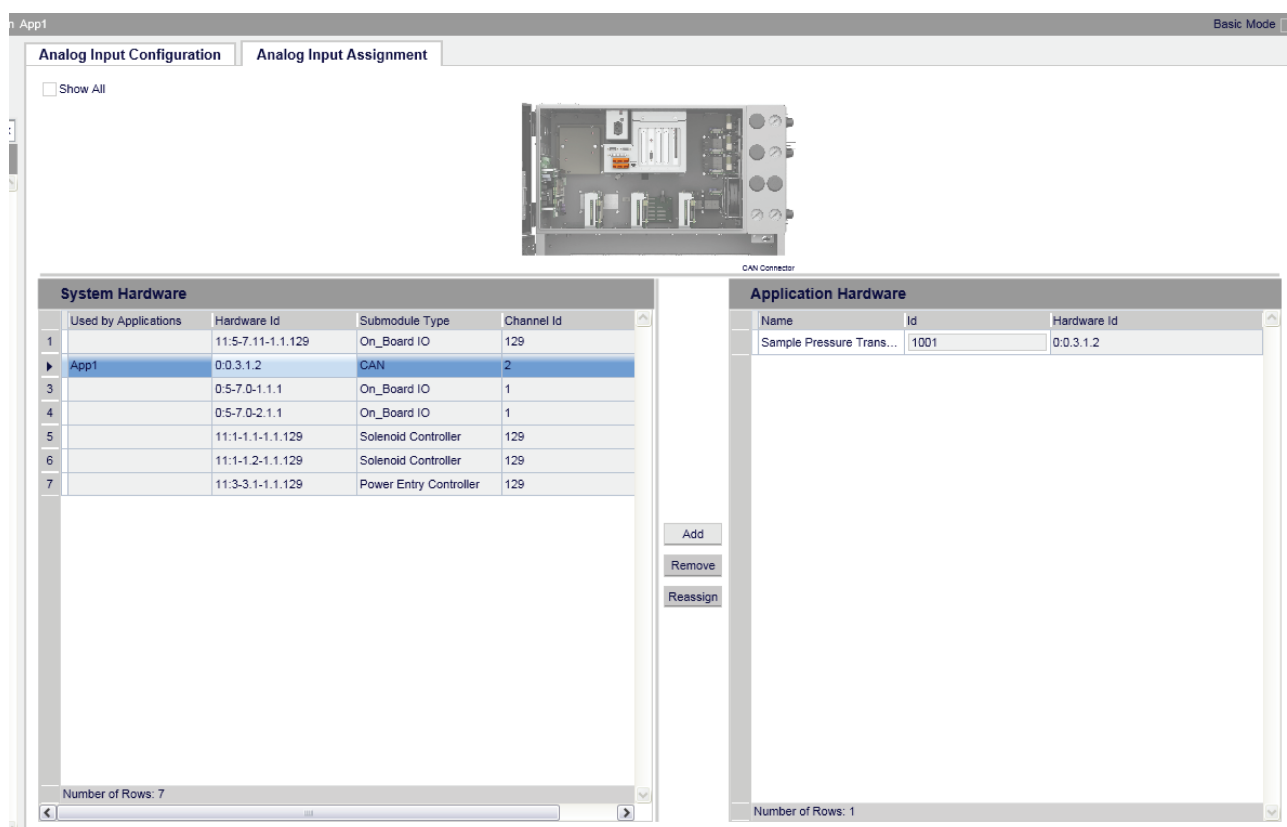 n App1 Basic Mode
Analog Input Configuration Analog Input Assignment
Show All
CAN Connector
System Hardware
Used by Applications Hardware Id Submodule Type Channel Id
1 11:5-7.11-1.1.129 On_Board IO 129
App1 0:0.3.1.2 CAN 2
3 0:5-7.0-1.1.1 On_Board IO 1
4 0:5-7.0-2.1.1 On_Board IO 1
5 11:1-1.1-1.1.129 Solenoid Controller 129
6 11:1-1.2-1.1.129 Solenoid Controller 129
7 11:3-3.1-1.1.129 Power Entry Controller 129
Number of Rows: 7
Add
Remove
Reassign
Application Hardware
Name Id Hardware Id
Sample Pressure Trans... 1001 0:0.3.1.2
Number of Rows: 1